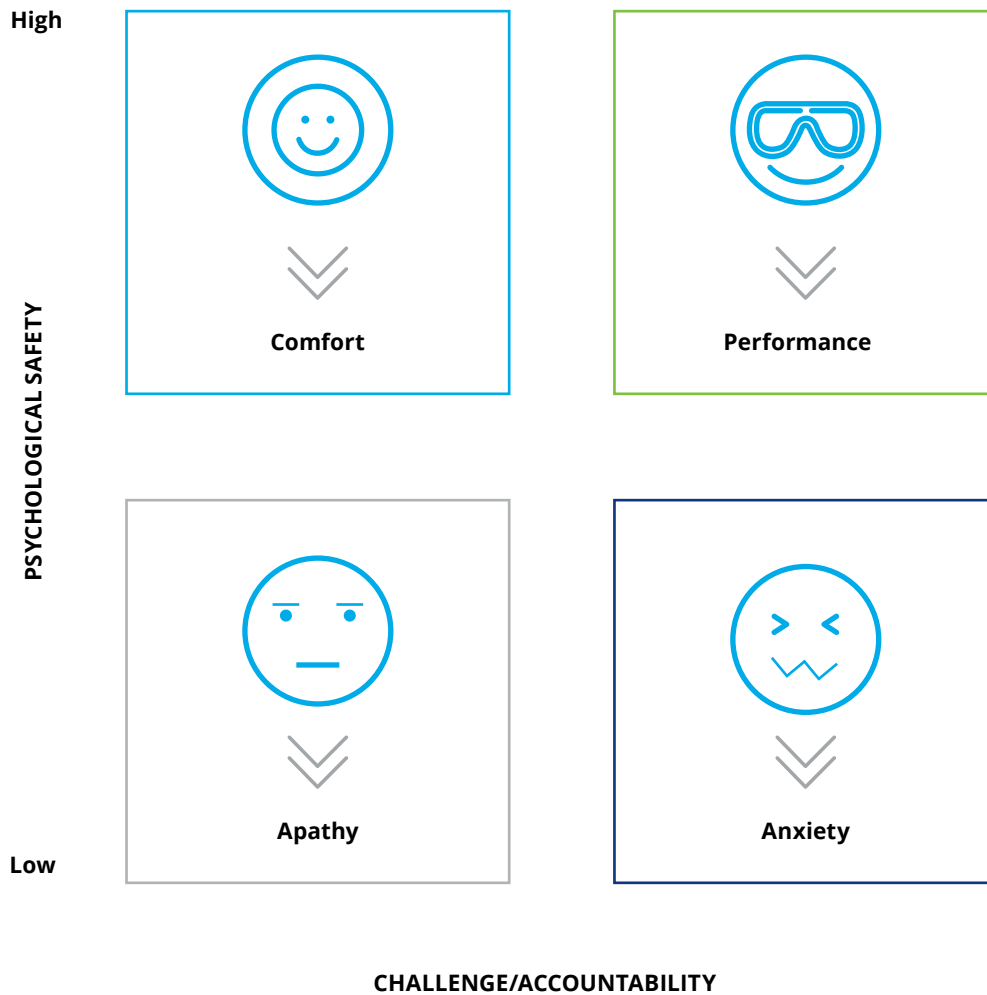 High
Comfort
Performance
PSYCHOLOGICAL SAFETY
Apathy
Anxiety
Low
CHALLENGE/ACCOUNTABILITY